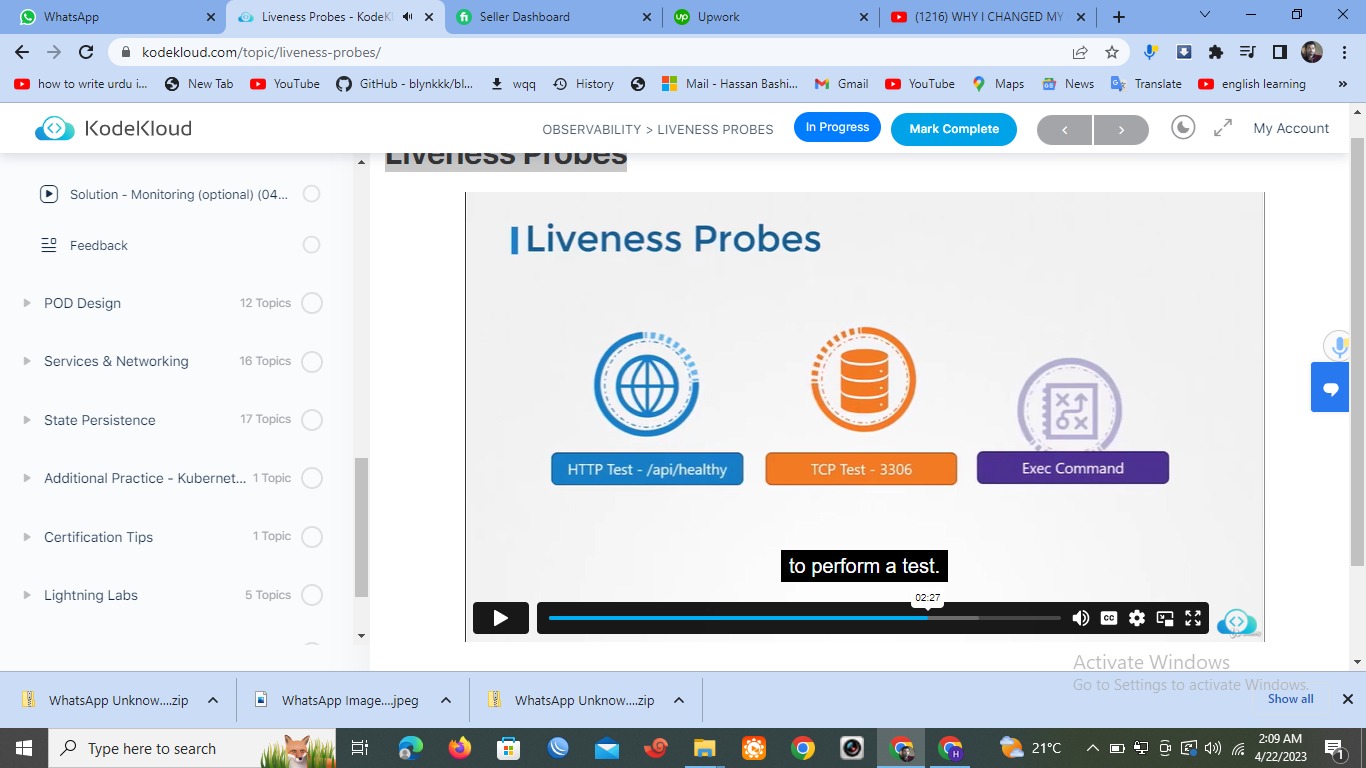 WhatsApp
Liveness Probes - KodeKl
Seller Dashboard
Upwork
(1216) WHY I CHANGED MY
kodekloud.com/topic/liveness-probes/
how to write urdu i...
New Tab
YouTube
GitHub - blynkkk/bl...
wqq
History
Mail - Hassan Bashi...
Gmail
YouTube
Maps
News
Translate
english learning
»
KodeKloud
OBSERVABILITY > LIVENESS PROBES
In Progress
Mark Complete
My Account
Liveness Probes
Solution - Monitoring (optional) (04...
Feedback
POD Design 12 Topics
Services & Networking 16 Topics
State Persistence 17 Topics
Additional Practice - Kubernet... 1 Topic
Certification Tips 1 Topic
Lightning Labs 5 Topics
Liveness Probes
HTTP Test - /api/healthy
TCP Test - 3306
Exec Command
to perform a test.
02:27
CC
Activate Windows
Go to Settings to activate Windows.
WhatsApp Unknow....zip
WhatsApp Image....jpeg
WhatsApp Unknow....zip
Show all
Type here to search
H
21°C
2:09 AM
4/22/2023
1